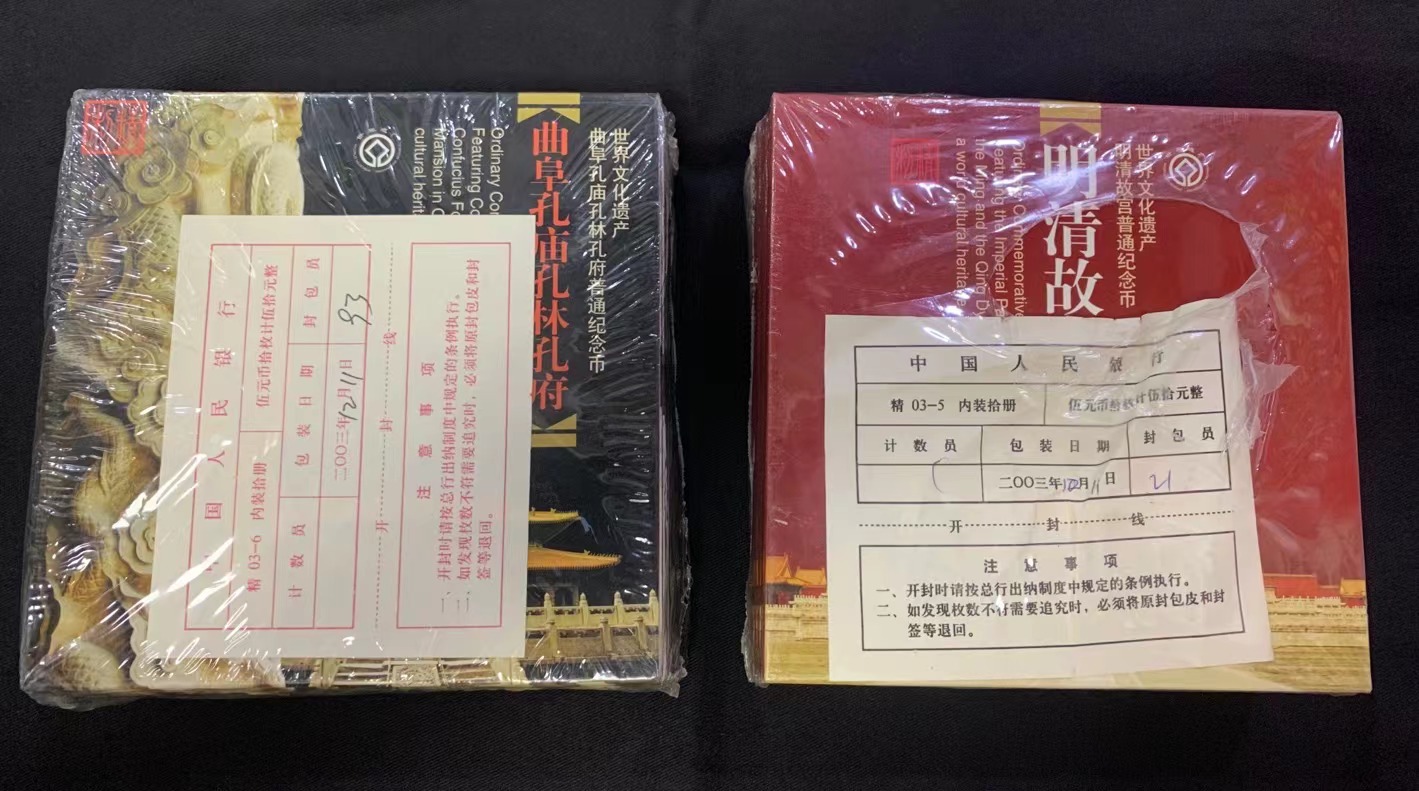 世界文化遗产
曲阜孔庙孔林孔府普通纪念币
曲阜孔庙孔林孔府
Ordinary Co
Featuring Co
Confucius Fo
Mansion in
cultural herit
中国人民银行
精 03-6 内装拾册
伍元币拾枚计伍拾元整
计数员
包装日期
封包员
二〇〇三年12月11日
93
开封线
注意事项
一、开封时请按总行出纳制度中规定的条例执行。
二、如发现枚数不符需要追究时，必须将原封包皮和封
签等退回。
世界文化遗产
明清故宫普通纪念币
明清故
Ordinary Commemorative
Featuring the Imperial Pa
the Ming and the Qing Dy
a world cultural heritage
中国人民银行
精 03-5 内装拾册
伍元币拾枚计伍拾元整
计数员
包装日期
封包员
二〇〇三年12月11日
21
开封线
注意事项
一、开封时请按总行出纳制度中规定的条例执行。
二、如发现枚数不符需要追究时，必须将原封包皮和封
签等退回。